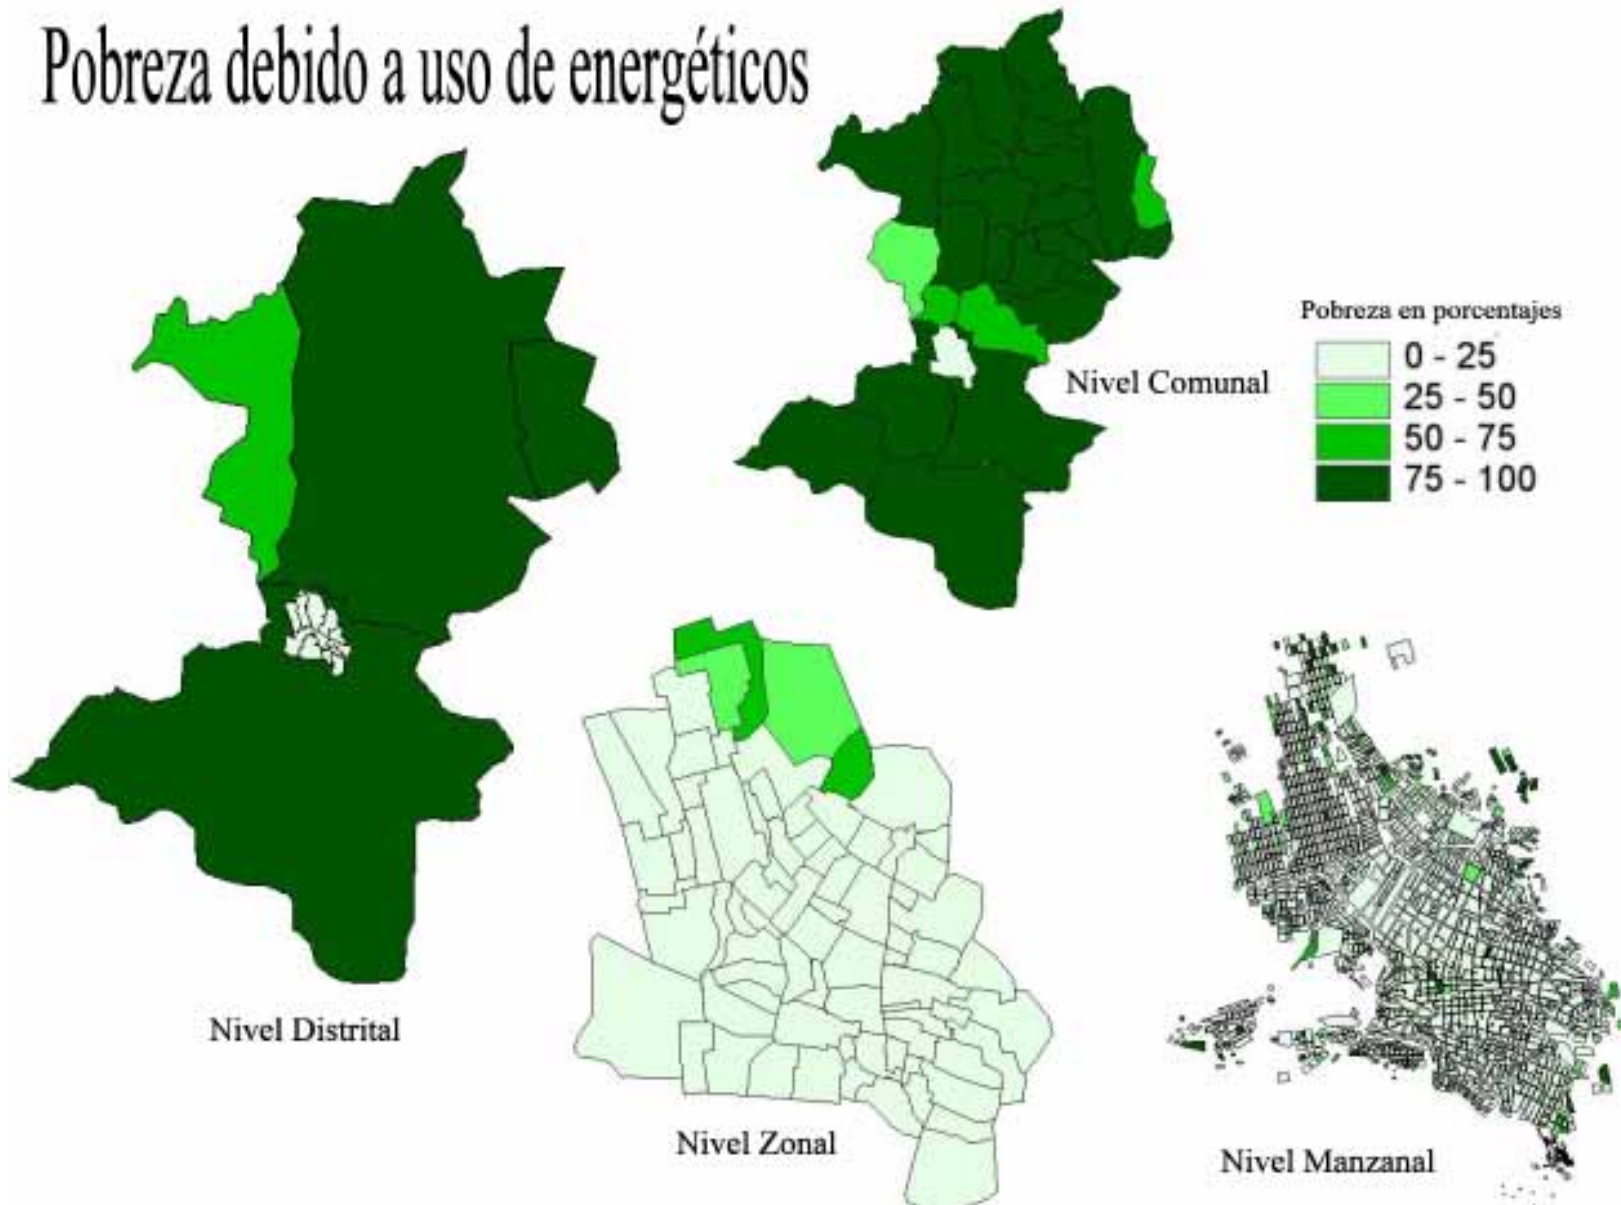 Pobreza debido a uso de energéticos
Pobreza en porcentajes
0 - 25
25 - 50
50 - 75
75 - 100
Nivel Comunal
Nivel Distrital
Nivel Zonal
Nivel Manzanal